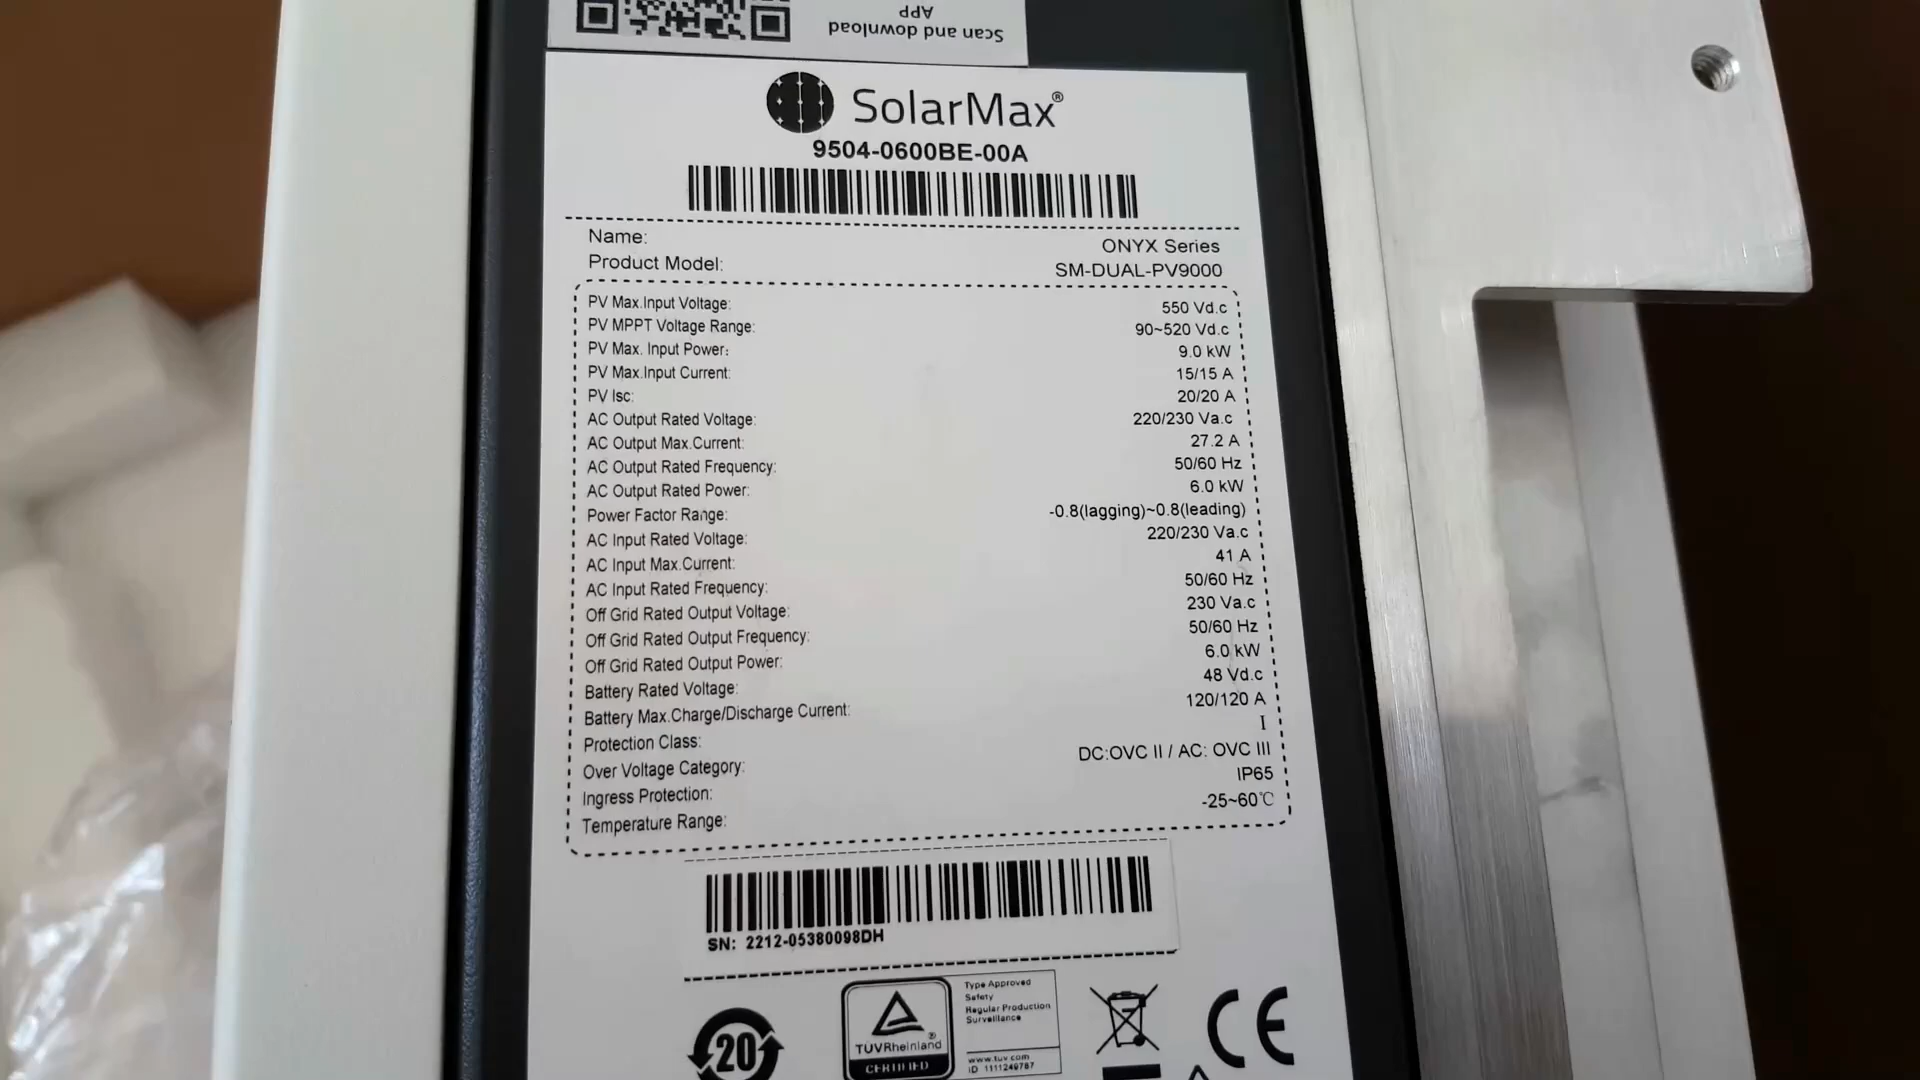 Scan and download
APP
SolarMax®
9504-0600BE-00A
Name: ONYX Series
Product Model: SM-DUAL-PV9000
PV Max.Input Voltage: 550 Vd.c
PV MPPT Voltage Range: 90~520 Vd.c
PV Max. Input Power: 9.0 kW
PV Max.Input Current: 15/15 A
PV Isc: 20/20 A
AC Output Rated Voltage: 220/230 Va.c
AC Output Max.Current: 27.2 A
AC Output Rated Frequency: 50/60 Hz
AC Output Rated Power: 6.0 kW
Power Factor Range: -0.8(lagging)~0.8(leading)
AC Input Rated Voltage: 220/230 Va.c
AC Input Max.Current: 41 A
AC Input Rated Frequency: 50/60 Hz
Off Grid Rated Output Voltage: 230 Va.c
Off Grid Rated Output Frequency: 50/60 Hz
Off Grid Rated Output Power: 6.0 kW
Battery Rated Voltage: 48 Vd.c
Battery Max.Charge/Discharge Current: 120/120 A
Protection Class: I
Over Voltage Category: DC:OVC II / AC: OVC III
Ingress Protection: IP65
Temperature Range: -25~60℃
SN: 2212-05380098DH
20
TÜVRheinland®
CERTIFIED
Type Approved
Safety
Regular Production
Surveillance
www.tuv.com
ID 1111249787
CE